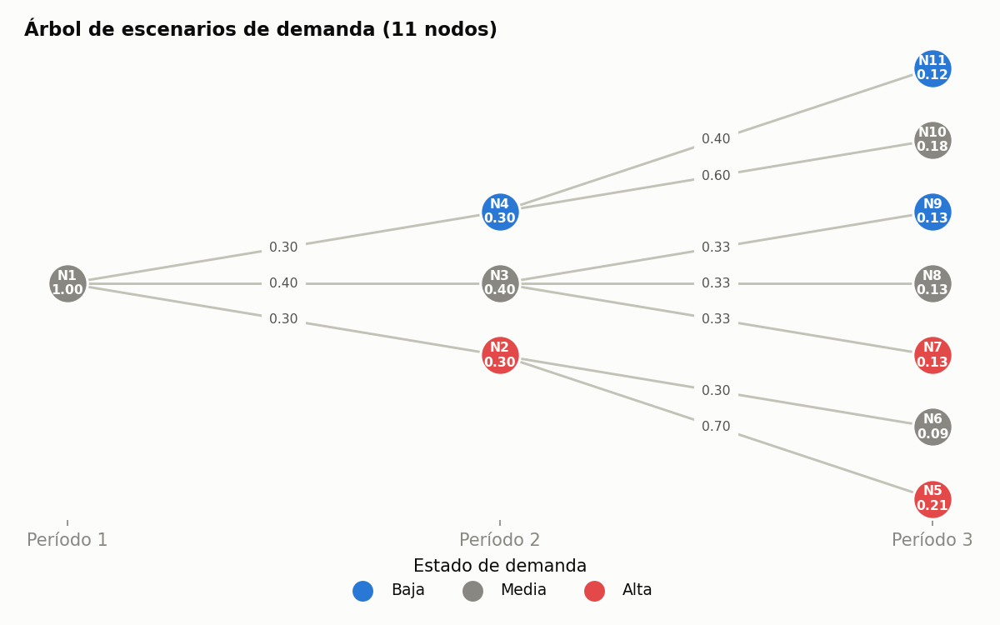 Árbol de escenarios de demanda (11 nodos)
N11
0.12
0.40
N10
0.18
0.60
N4
0.30
N9
0.13
0.30
0.33
N1
1.00
0.40
N3
0.40
0.33
N8
0.13
0.30
0.33
N2
0.30
N7
0.13
0.30
N6
0.09
0.70
N5
0.21
Período 1
Período 2
Período 3
Estado de demanda
Baja
Media
Alta